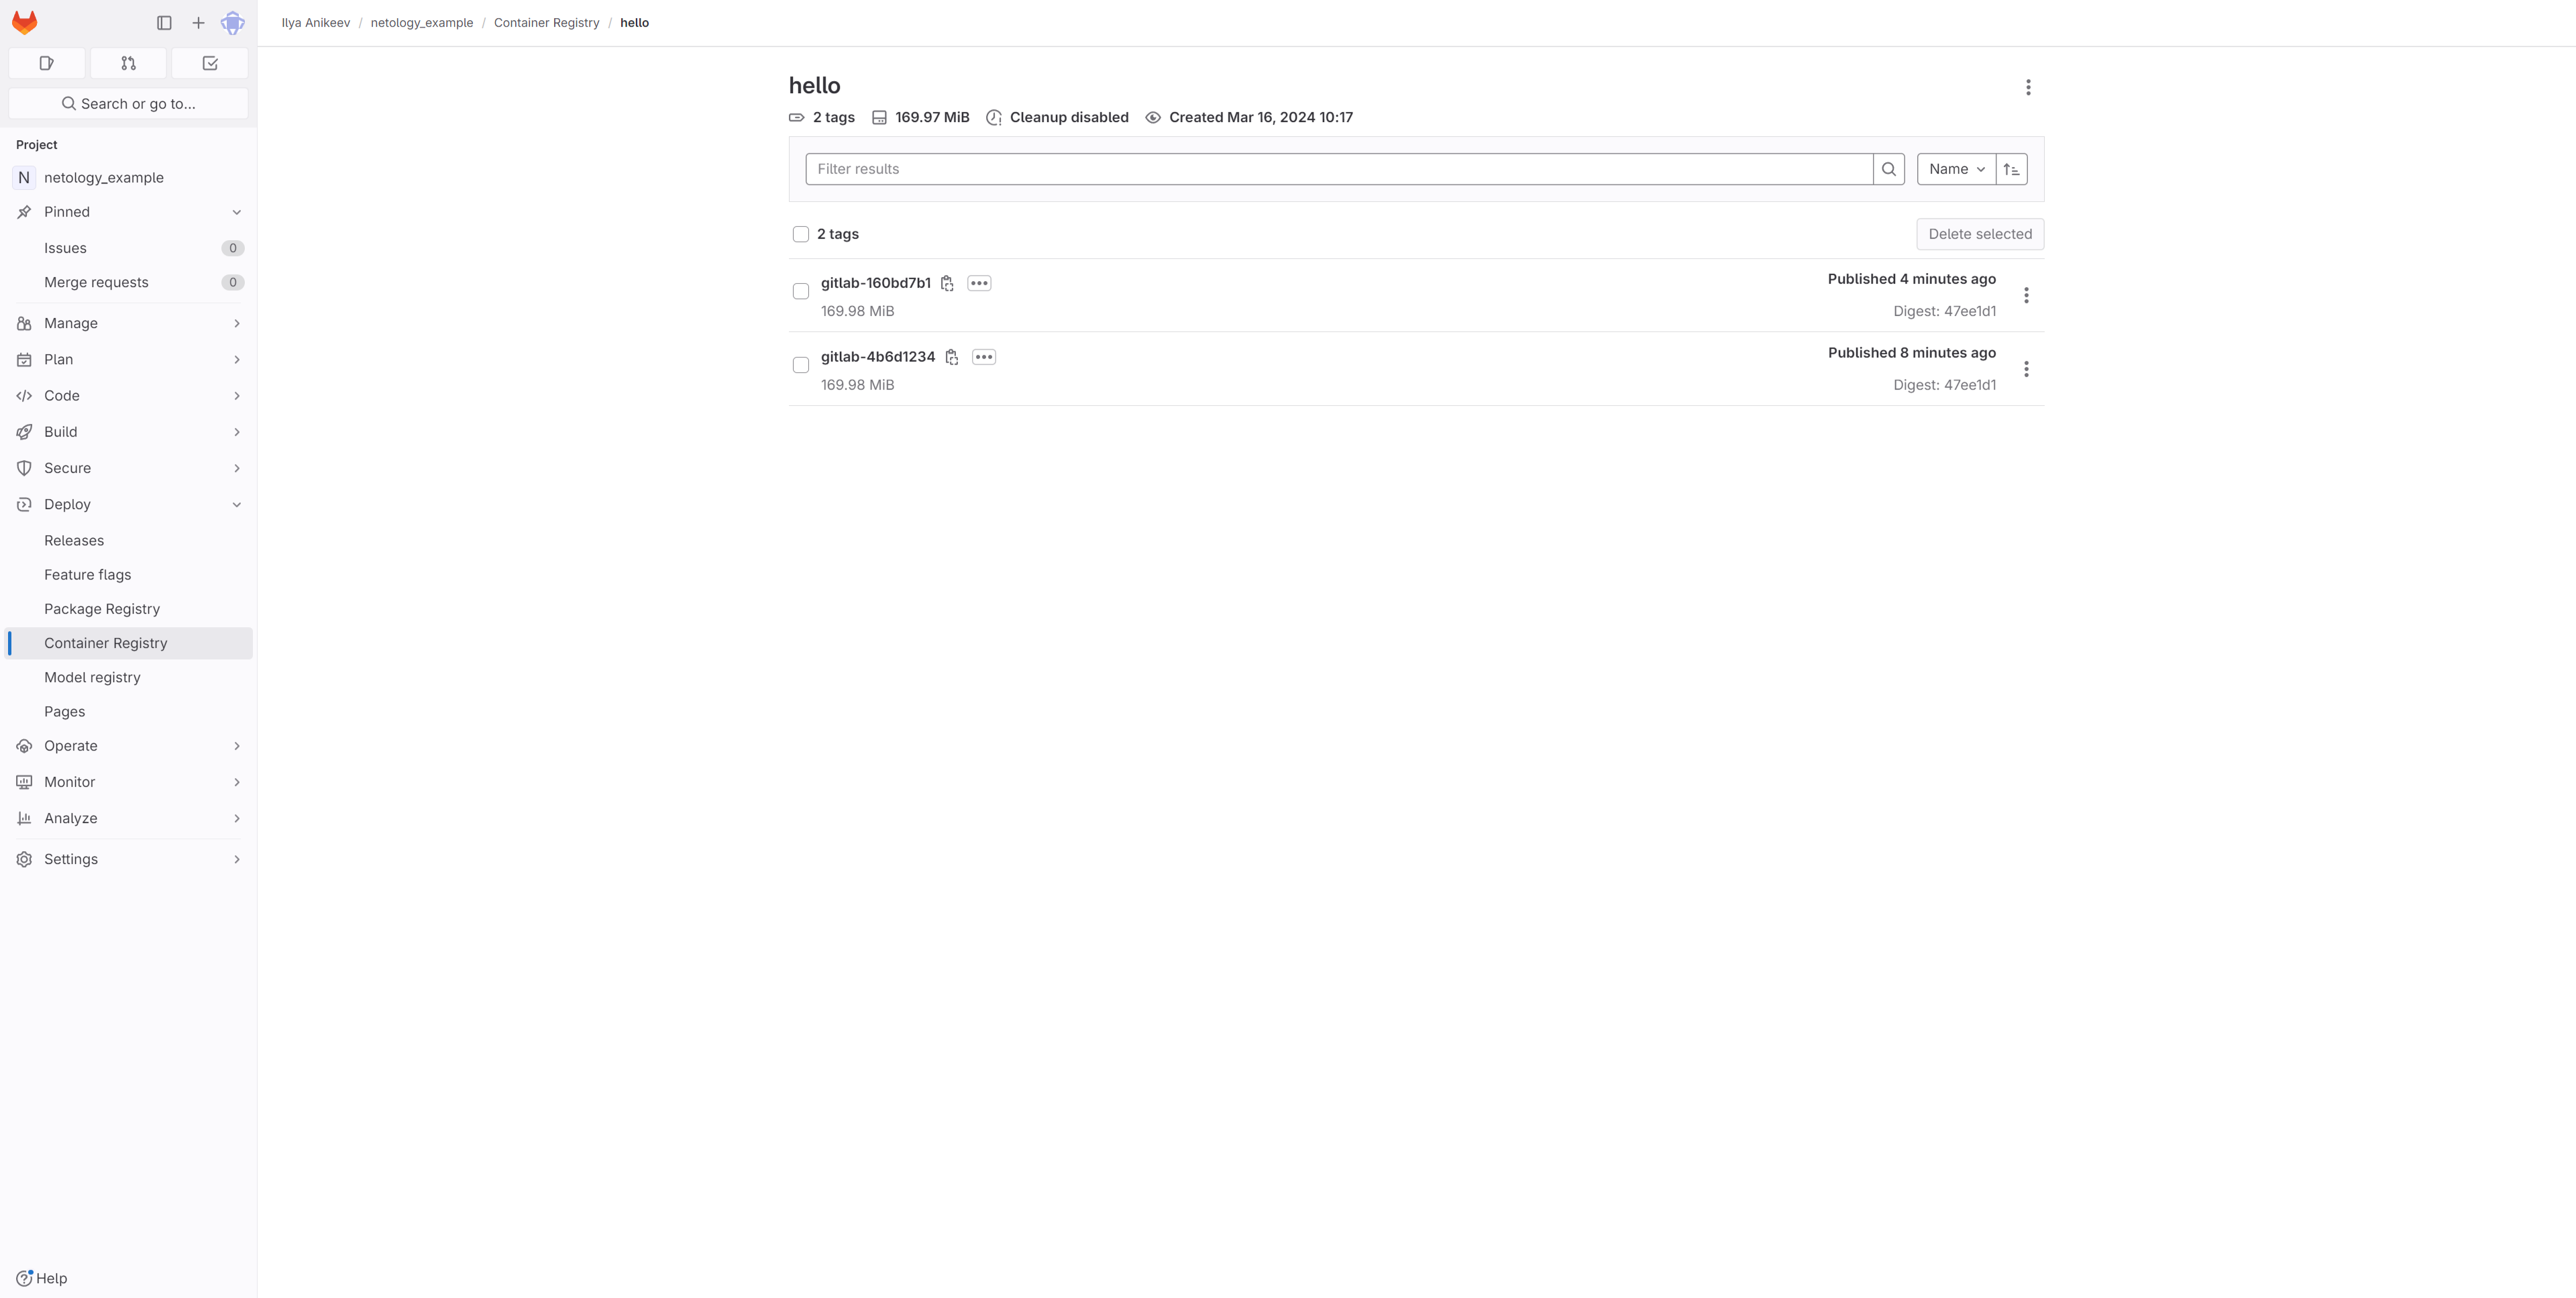 Ilya Anikeev / netology_example / Container Registry / hello
Search or go to...
Project
N netology_example
Pinned
Issues 0
Merge requests 0
Manage
Plan
Code
Build
Secure
Deploy
Releases
Feature flags
Package Registry
Container Registry
Model registry
Pages
Operate
Monitor
Analyze
Settings
Help
hello
2 tags 169.97 MiB Cleanup disabled Created Mar 16, 2024 10:17
Filter results Name
2 tags Delete selected
gitlab-160bd7b1 Published 4 minutes ago
169.98 MiB Digest: 47ee1d1
gitlab-4b6d1234 Published 8 minutes ago
169.98 MiB Digest: 47ee1d1